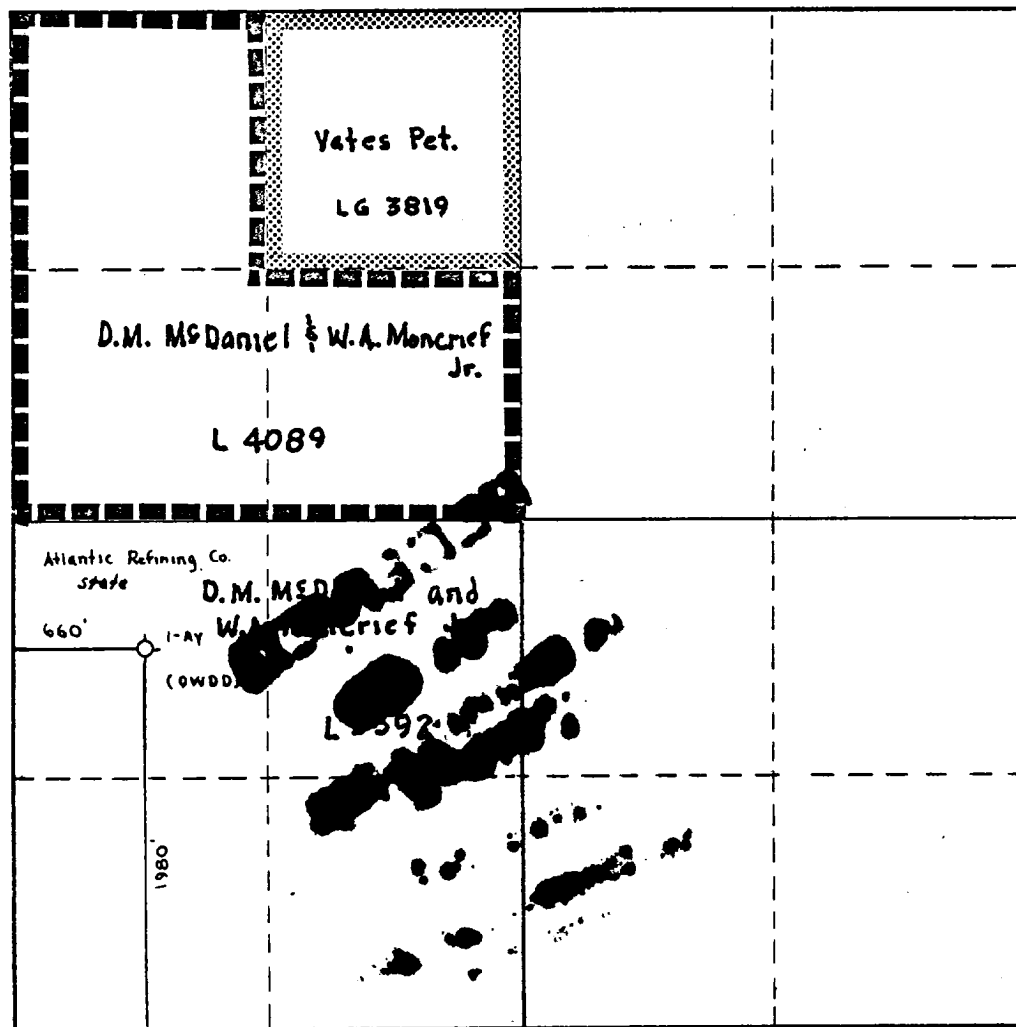 Yates Pet.
LG 3819
D.M. McDaniel & W.A. Moncrief
Jr.
L 4089
Atlantic Refining Co.
State
D.M. and
660'
1-AY
(OWDD)
L
1980'